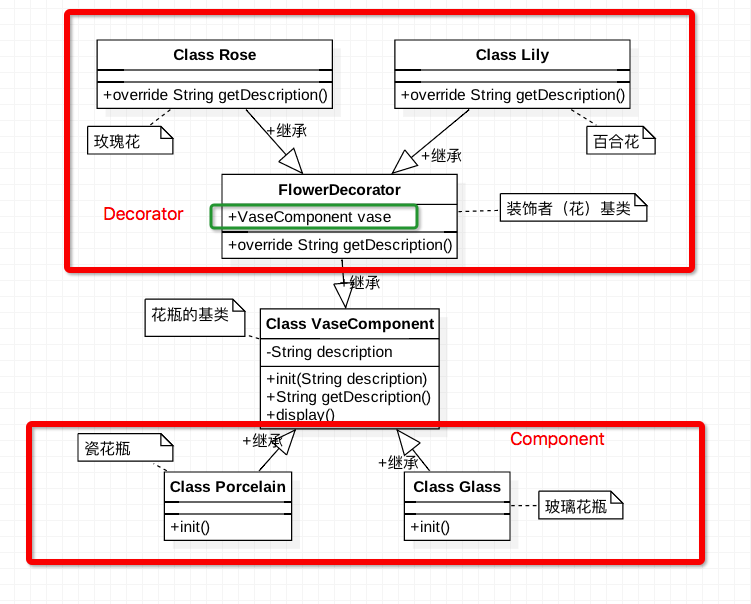 Class Rose
+override String getDescription()
Class Lily
+override String getDescription()
玫瑰花
+继承
+继承
百合花
Decorator
FlowerDecorator
+VaseComponent vase
+override String getDescription()
装饰者（花）基类
+继承
花瓶的基类
Class VaseComponent
-String description
+init(String description)
+String getDescription()
+display()
Component
瓷花瓶
+继承
+继承
Class Porcelain
+init()
Class Glass
+init()
玻璃花瓶